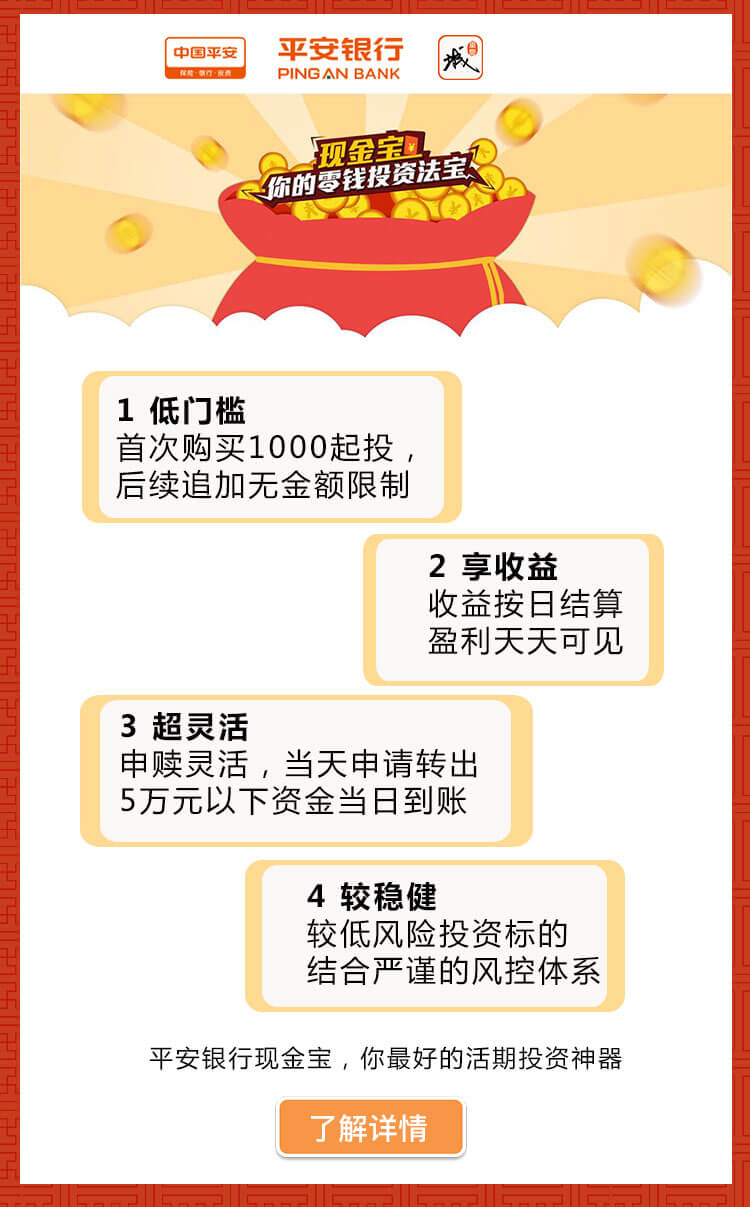 中国平安
保险·银行·投资
平安银行
PINGAN BANK
诚
现金宝
¥
你的零钱投资法宝
1 低门槛
首次购买1000起投，
后续追加无金额限制
2 享收益
收益按日结算
盈利天天可见
3 超灵活
申赎灵活，当天申请转出
5万元以下资金当日到账
4 较稳健
较低风险投资标的
结合严谨的风控体系
平安银行现金宝，你最好的活期投资神器
了解详情